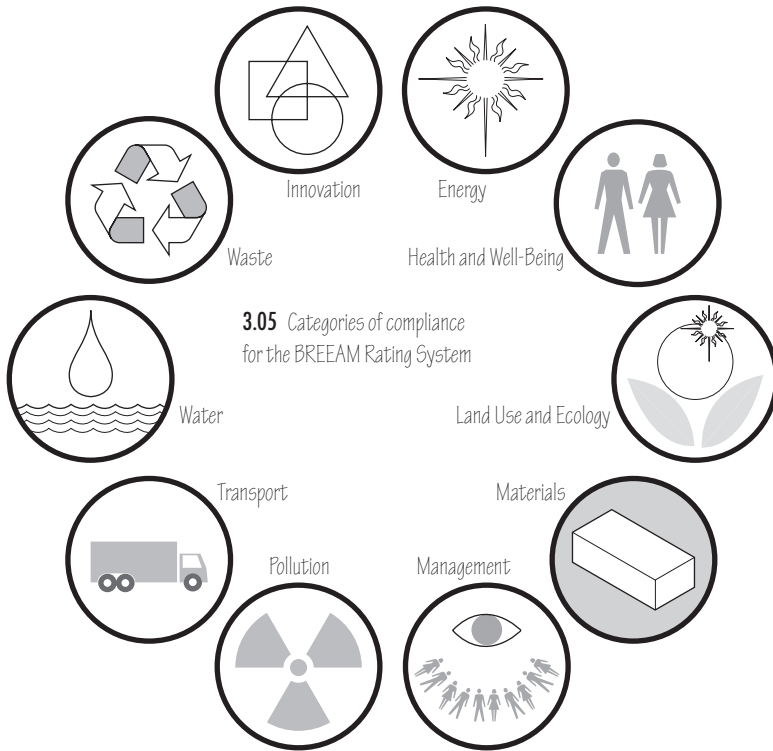 Innovation
Energy
Waste
Health and Well-Being
3.05 Categories of compliance
for the BREEAM Rating System
Water
Land Use and Ecology
Transport
Materials
Pollution
Management